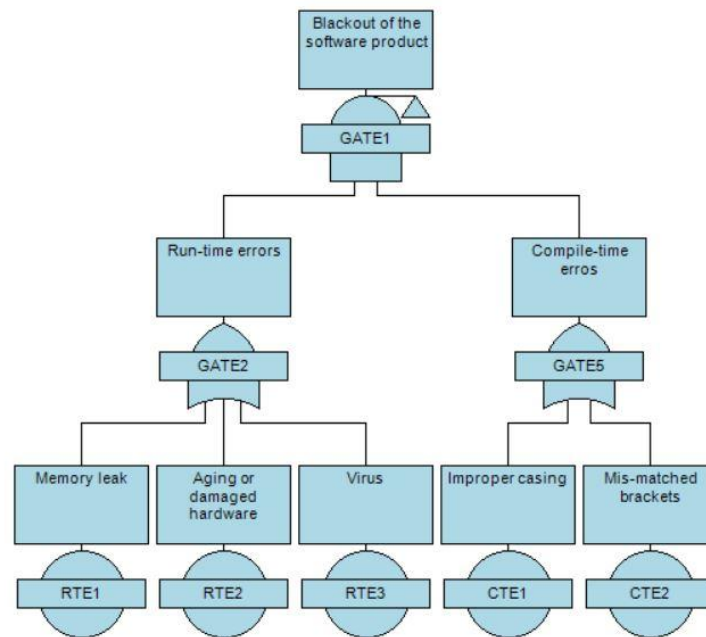 Blackout of the
software product
GATE1
Run-time errors
Compile-time
erros
GATE2
GATE5
Memory leak
Aging or
damaged
hardware
Virus
Improper casing
Mis-matched
brackets
RTE1
RTE2
RTE3
CTE1
CTE2